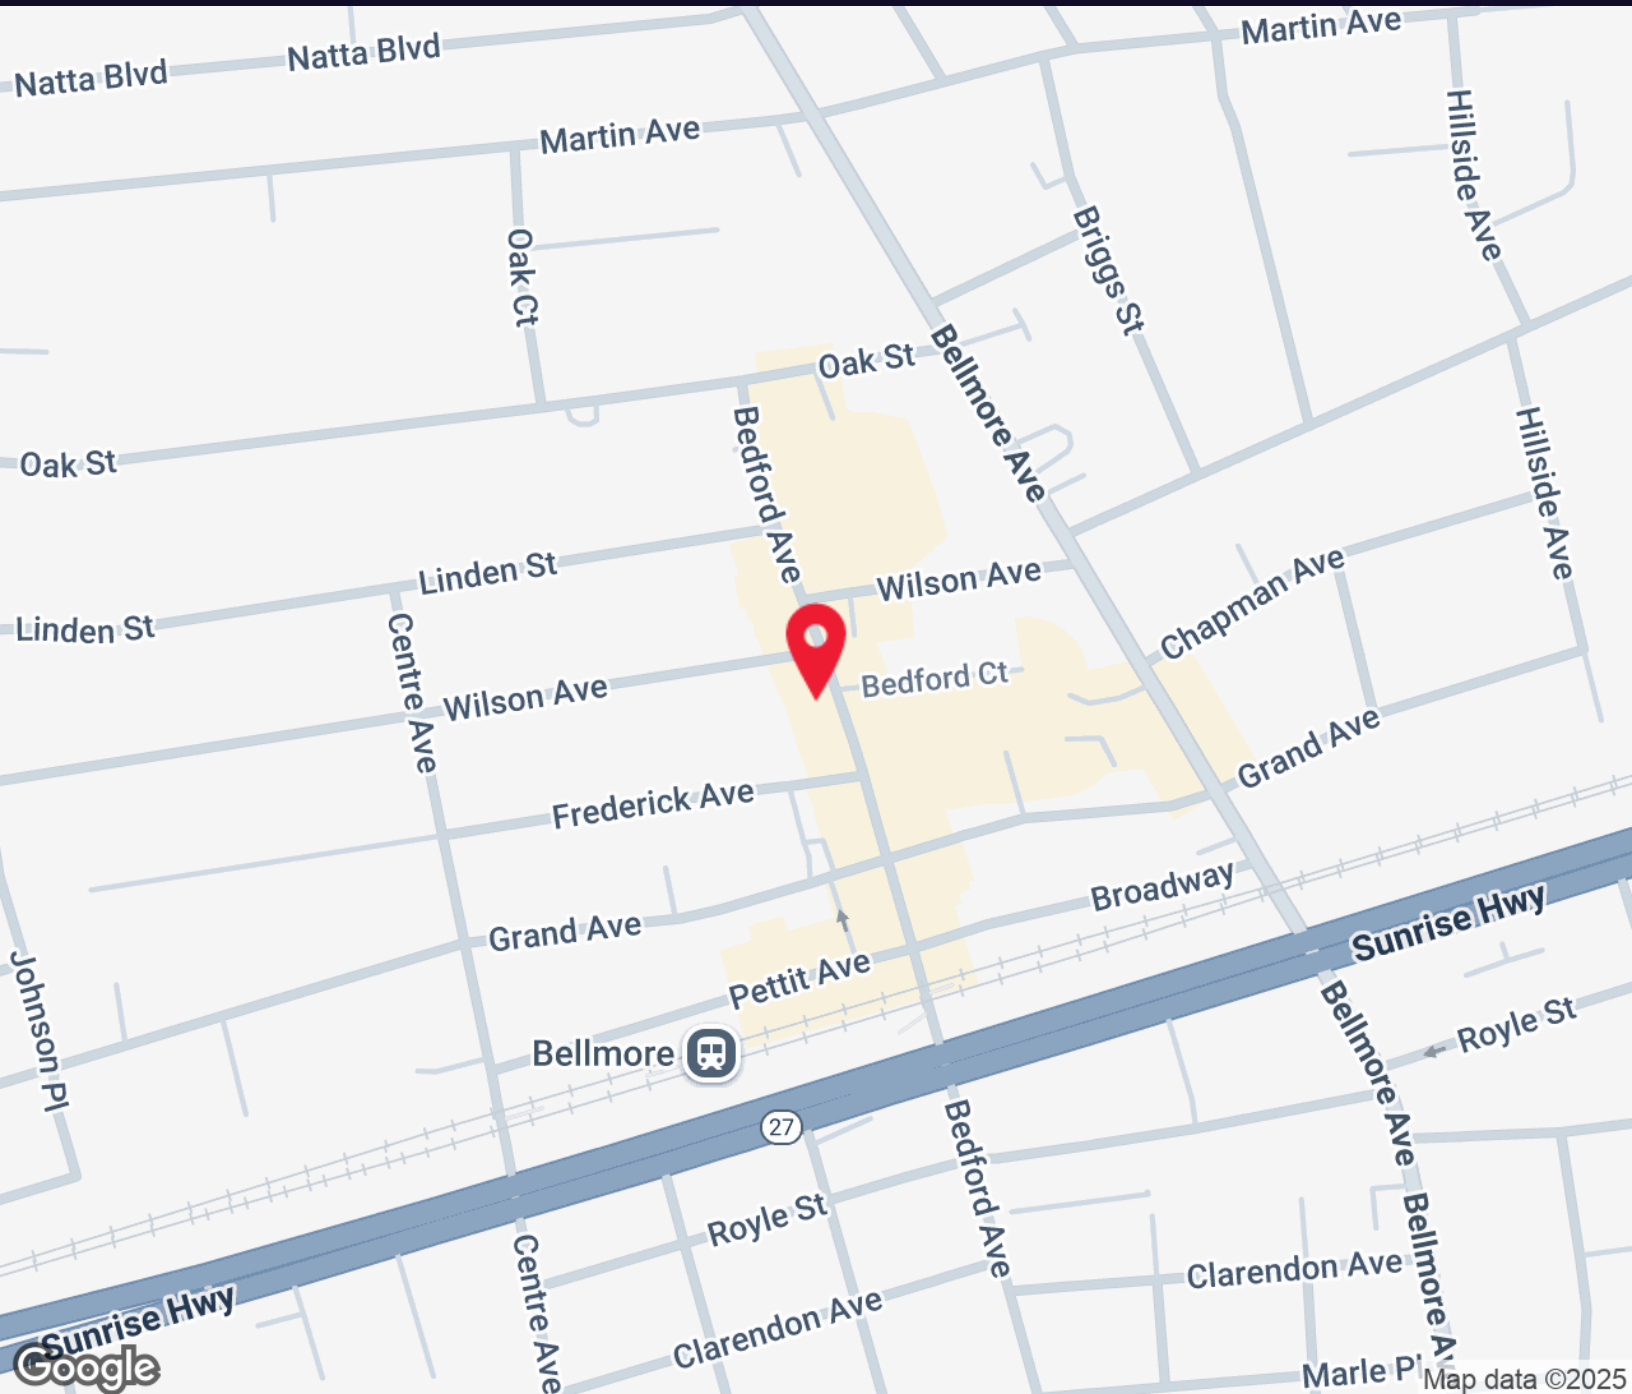 Martin Ave
Natta Blvd
Natta Blvd
Martin Ave
Hillside Ave
Oak Ct
Briggs St
Oak St
Bellmore Ave
Bedford Ave
Oak St
Hillside Ave
Linden St
Wilson Ave
Chapman Ave
Linden St
Centre Ave
Bedford Ct
Wilson Ave
Grand Ave
Frederick Ave
Broadway
Grand Ave
Sunrise Hwy
Johnson Pl
Pettit Ave
Bellmore
Bellmore Ave
Royle St
27
Bedford Ave
Royle St
Bellmore Av
Clarendon Ave
Centre Ave
Sunrise Hwy
Clarendon Ave
Marle P
Google
Map data ©2025